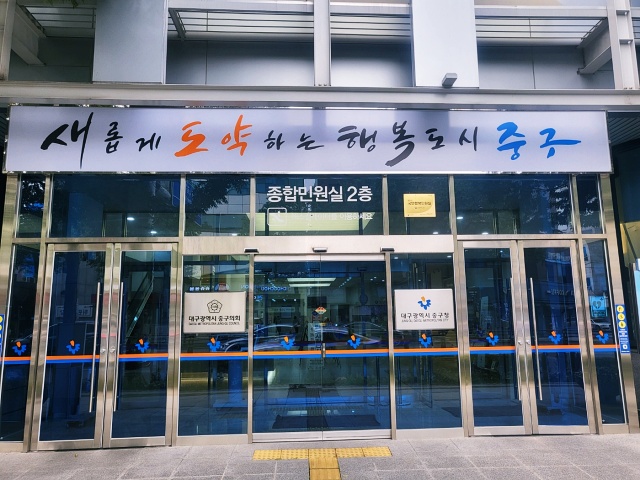 새롭게 도약하는 행복도시 중구
종합민원실 2층
대구광역시 중구의회
대구광역시 중구청